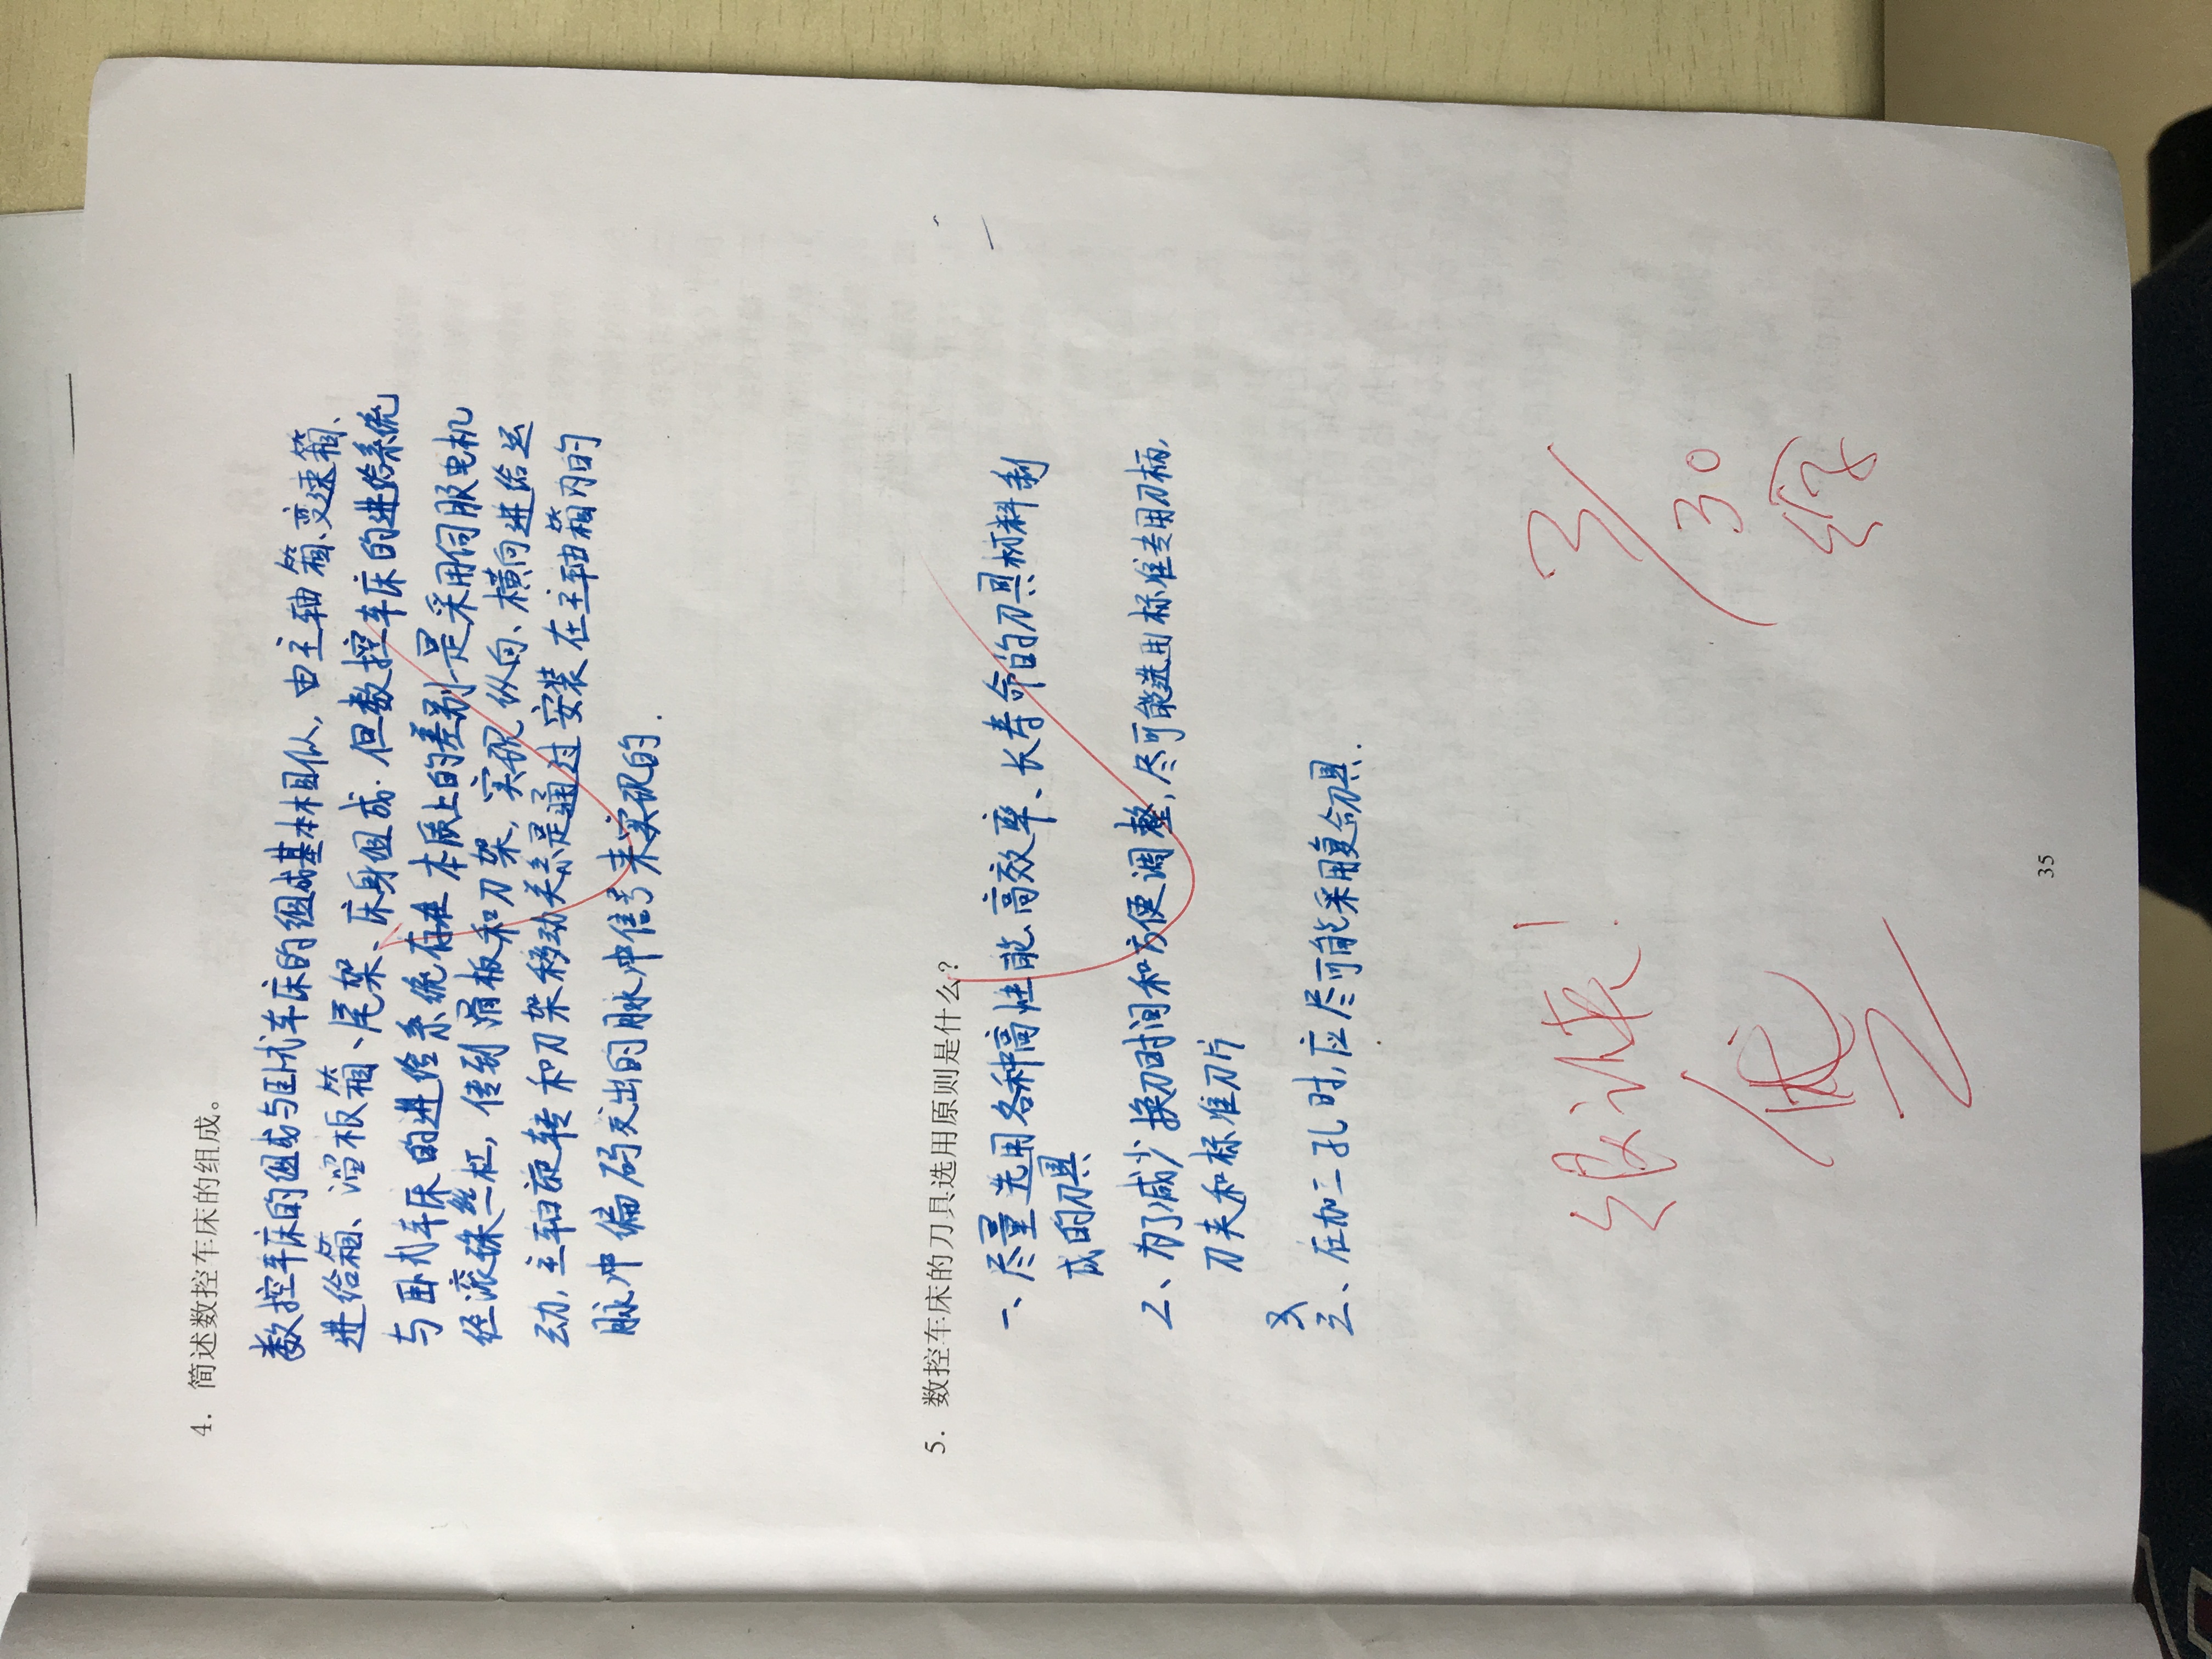 4. 简述数控车床的组成。
数控车床的组成与卧式车床的组成基本相似，由主轴箱、变速箱、
进给箱、溜板箱、尾架、床身组成.但数控车床的进给系统
与卧式车床的进给系统存在本质上的差别—是采用伺服电机
经滚珠丝杠，传到滑板和刀架，实现纵向、横向进给运
动，主轴旋转和刀架移动关系是通过安装在主轴箱内的
脉冲编码发出的脉冲信号来实现的.
5. 数控车床的刀具选用原则是什么？
一、尽量选用各种高性能、高效率、长寿命的刀具材料制
成的刀具
2、为了减少换刀时间和方便调整，尽可能选用标准专用刀柄，
刀夹和标准刀片
三、在加工孔时，应尽可能采用复合刀具.
很认真！
优
3/30
35